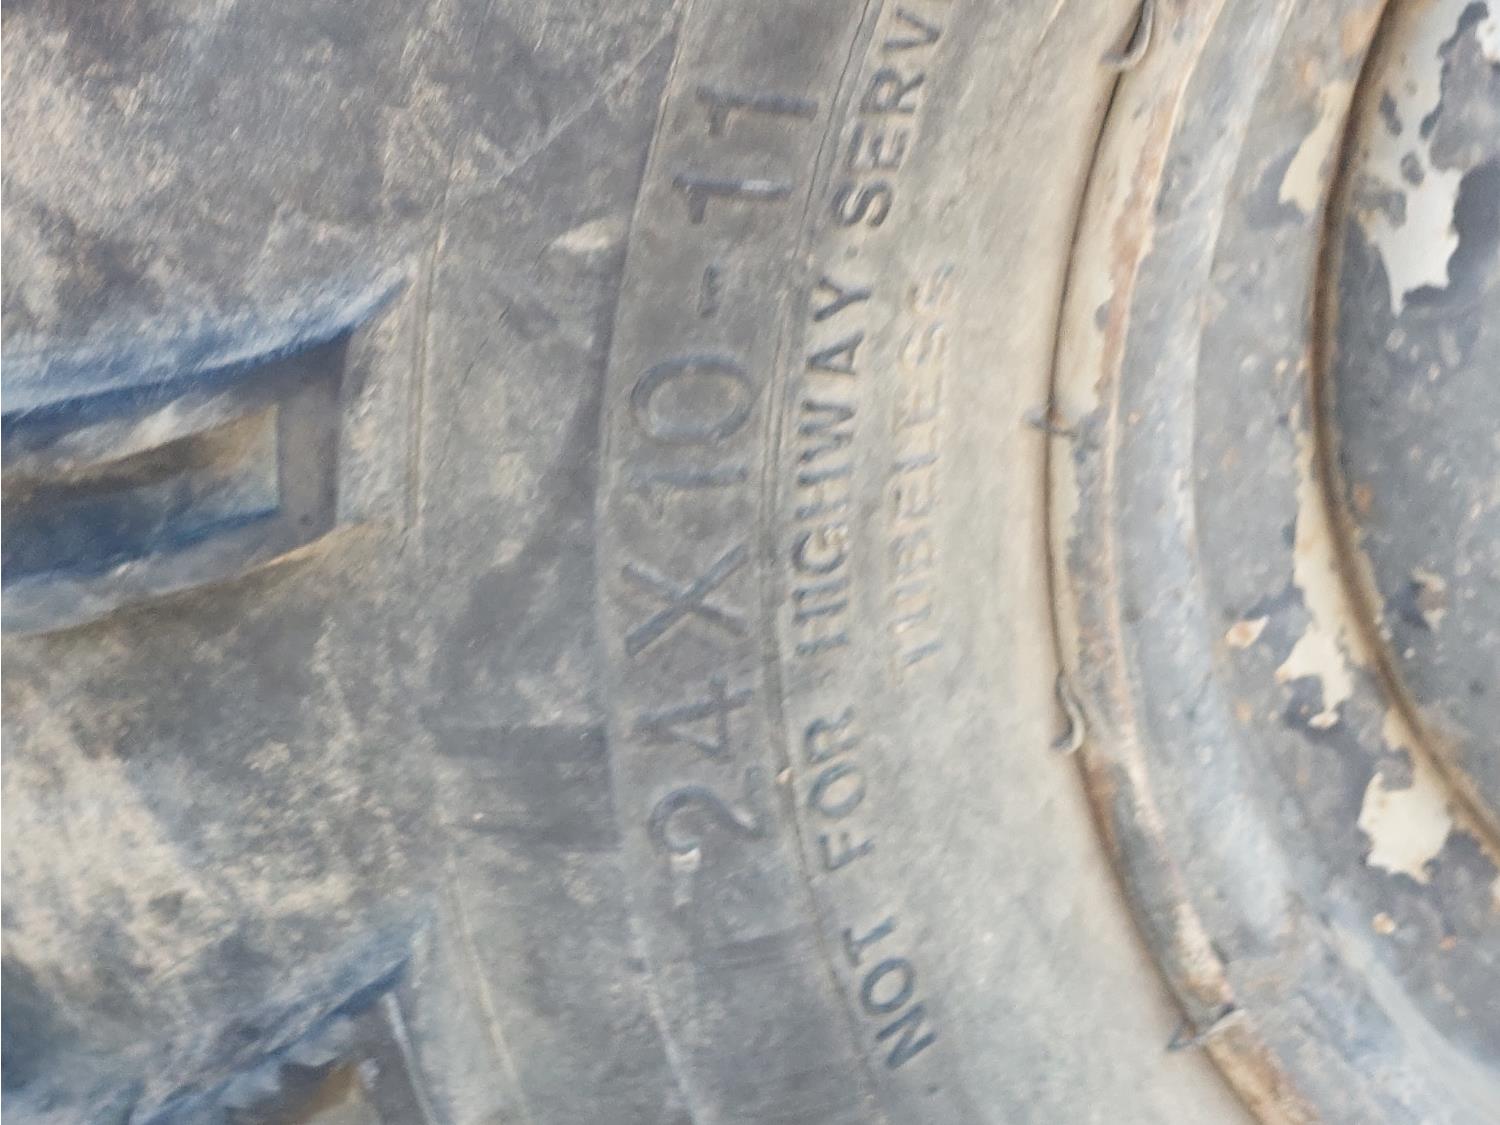 24X10-11
NOT FOR HIGHWAY SERV
TUBELESS